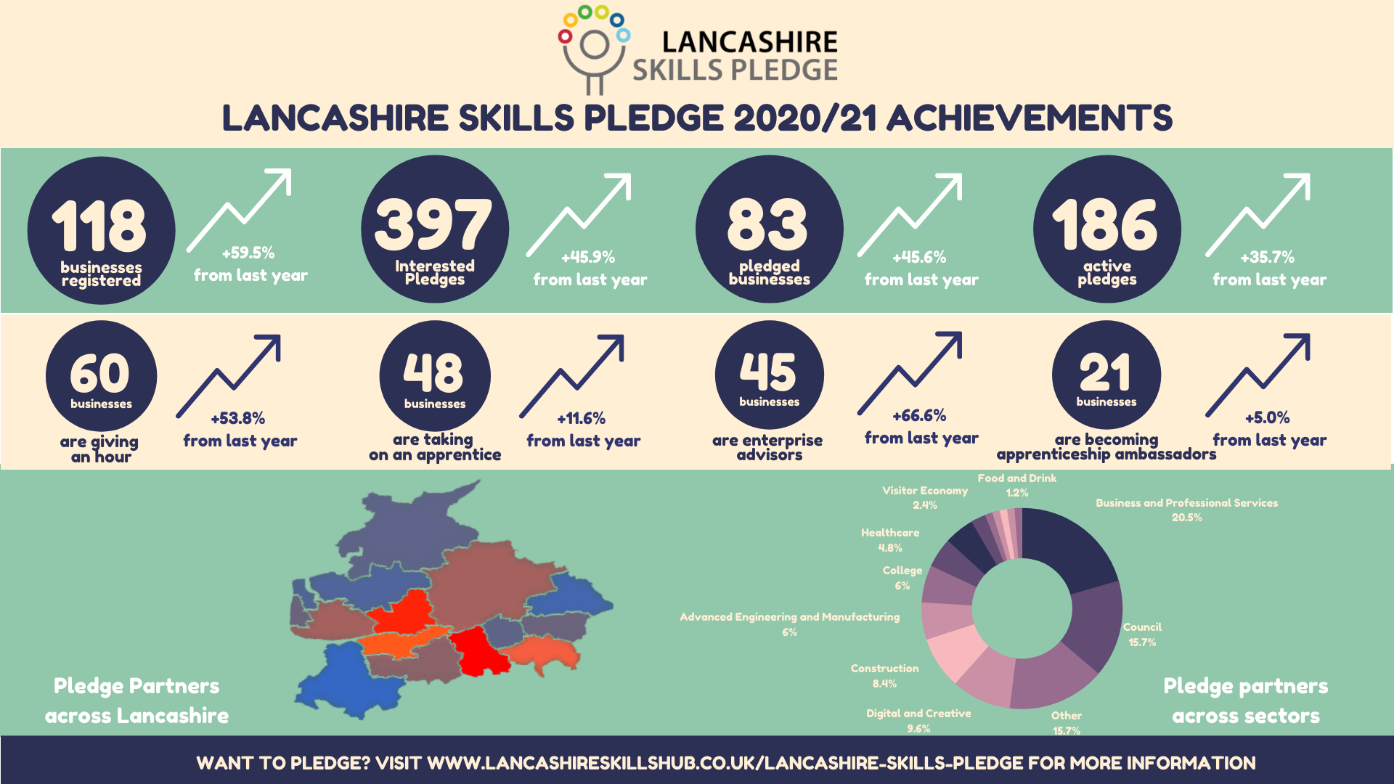 LANCASHIRE
SKILLS PLEDGE
LANCASHIRE SKILLS PLEDGE 2020/21 ACHIEVEMENTS
118
businesses
registered
+59.5%
from last year
397
Interested
Pledges
+45.9%
from last year
83
pledged
businesses
+45.6%
from last year
186
active
pledges
+35.7%
from last year
60
businesses
are giving
an hour
+53.8%
from last year
48
businesses
are taking
on an apprentice
+11.6%
from last year
45
businesses
are enterprise
advisors
+66.6%
from last year
21
businesses
are becoming
apprenticeship ambassadors
+5.0%
from last year
Pledge Partners
across Lancashire
Food and Drink
1.2%
Visitor Economy
2.4%
Business and Professional Services
20.5%
Healthcare
4.8%
College
6%
Advanced Engineering and Manufacturing
6%
Council
15.7%
Construction
8.4%
Digital and Creative
9.6%
Other
15.7%
Pledge partners
across sectors
WANT TO PLEDGE? VISIT WWW.LANCASHIRESKILLSHUB.CO.UK/LANCASHIRE-SKILLS-PLEDGE FOR MORE INFORMATION